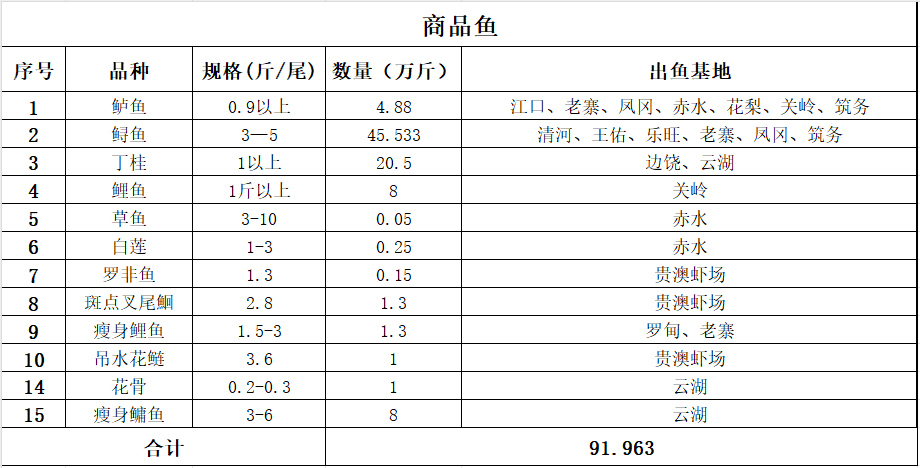 商品鱼
序号 品种 规格(斤/尾) 数量（万斤） 出鱼基地
1 鲈鱼 0.9以上 4.88 江口、老寨、凤冈、赤水、花梨、关岭、筑务
2 鲟鱼 3—5 45.533 清河、王佑、乐旺、老寨、凤冈、筑务
3 丁桂 1以上 20.5 边饶、云湖
4 鲤鱼 1斤以上 8 关岭
5 草鱼 3-10 0.05 赤水
6 白莲 1-3 0.25 赤水
7 罗非鱼 1.3 0.15 贵澳虾场
8 斑点叉尾鮰 2.8 1.3 贵澳虾场
9 瘦身鲤鱼 1.5-3 1.3 罗甸、老寨
10 吊水花鲢 3.6 1 贵澳虾场
14 花骨 0.2-0.3 1 云湖
15 瘦身鳙鱼 3-6 8 云湖
合计 91.963